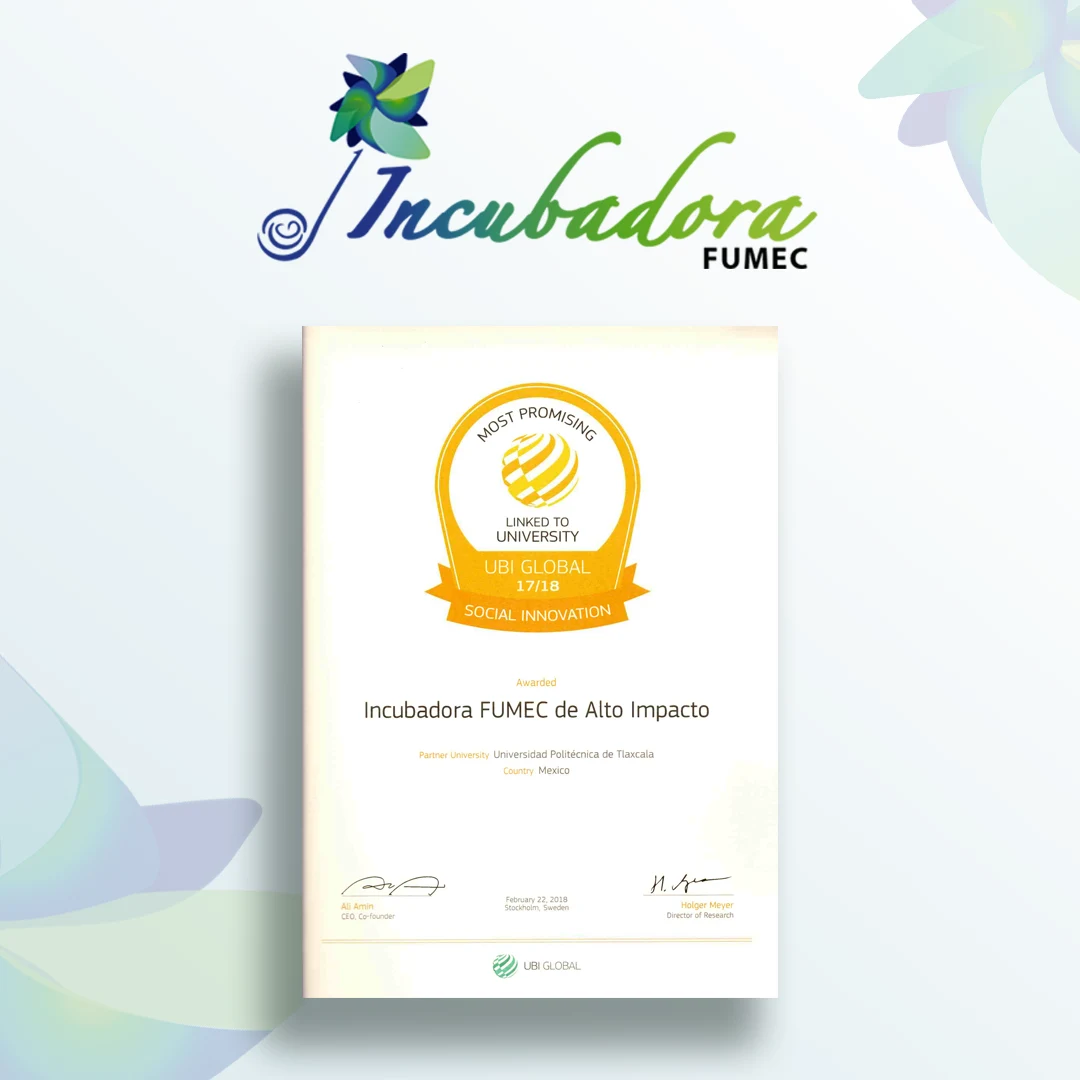 Incubadora
FUMEC
MOST PROMISING
LINKED TO
UNIVERSITY
UBI GLOBAL
17/18
SOCIAL INNOVATION
Awarded
Incubadora FUMEC de Alto Impacto
Partner University Universidad Politécnica de Tlaxcala
Country Mexico
Ali Amin
CEO, Co-founder
February 22, 2018
Stockholm, Sweden
Holger Meyer
Director of Research
UBI GLOBAL